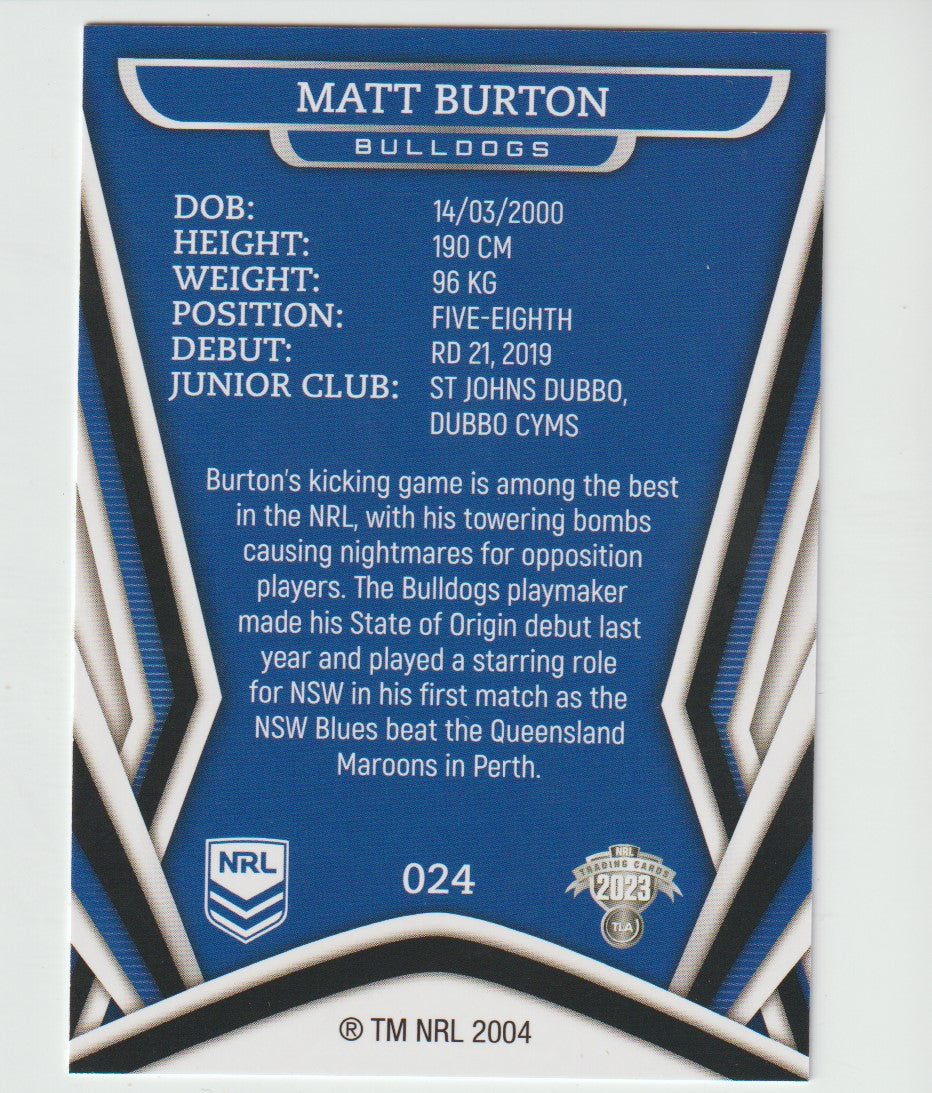 MATT BURTON
BULLDOGS
DOB: 14/03/2000
HEIGHT: 190 CM
WEIGHT: 96 KG
POSITION: FIVE-EIGHTH
DEBUT: RD 21, 2019
JUNIOR CLUB: ST JOHNS DUBBO,
DUBBO CYMS
Burton's kicking game is among the best
in the NRL, with his towering bombs
causing nightmares for opposition
players. The Bulldogs playmaker
made his State of Origin debut last
year and played a starring role
for NSW in his first match as the
NSW Blues beat the Queensland
Maroons in Perth.
NRL
024
NRL
TRADING CARDS
2023
TLA
® TM NRL 2004